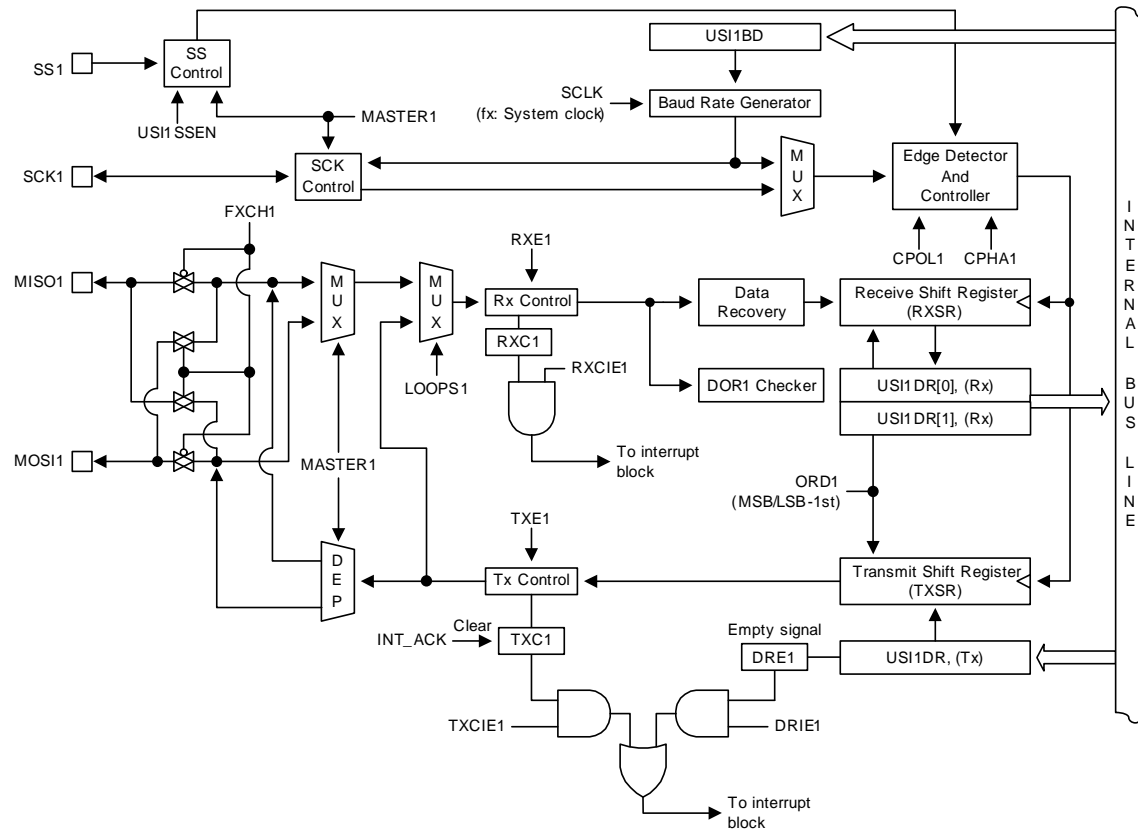 USI1BD
SS1
SS
Control
SCLK
(fx: System clock)
Baud Rate Generator
USI1SSEN
MASTER1
SCK1
SCK
Control
M
U
X
Edge Detector
And
Controller
FXCH1
CPOL1
CPHA1
RXE1
MISO1
M
U
X
M
U
X
Rx Control
Data
Recovery
Receive Shift Register
(RXSR)
RXC1
LOOPS1
RXCIE1
DOR1 Checker
USI1DR[0], (Rx)
USI1DR[1], (Rx)
To interrupt
block
MOSI1
MASTER1
ORD1
(MSB/LSB-1st)
TXE1
D
E
P
Tx Control
Transmit Shift Register
(TXSR)
INT_ACK
Clear
TXC1
Empty signal
DRE1
USI1DR, (Tx)
TXCIE1
DRIE1
To interrupt
block
I
N
T
E
R
N
A
L
B
U
S
L
I
N
E